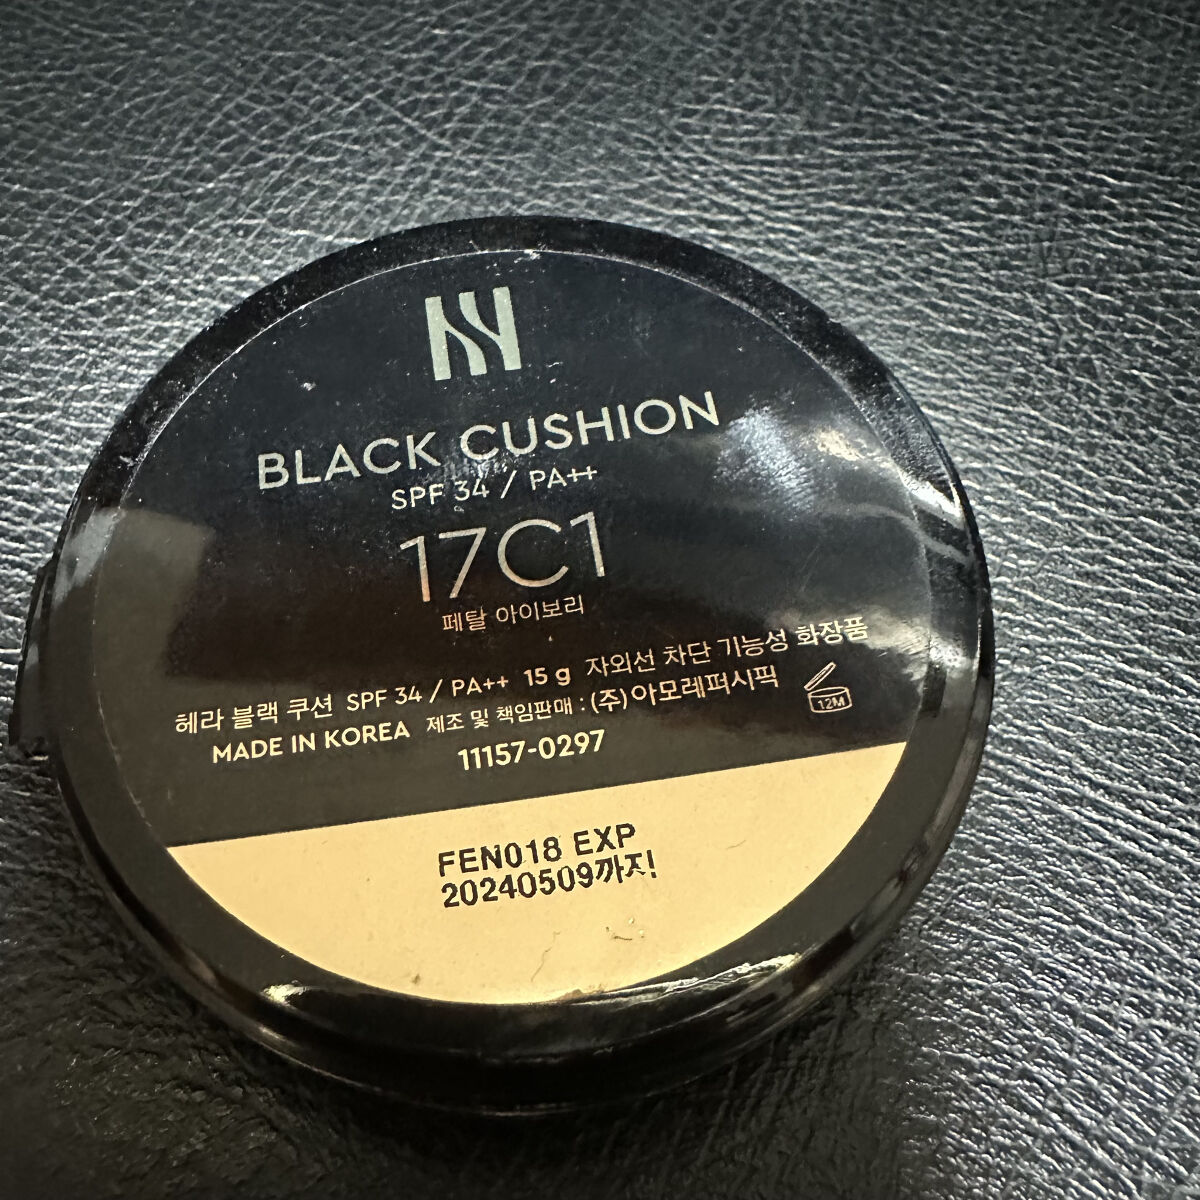 BLACK CUSHION
SPF 34 / PA++
17C1
페탈 아이보리
헤라 블랙 쿠션 SPF 34 / PA++ 15 g 자외선 차단 기능성 화장품
MADE IN KOREA 제조 및 책임판매 : (주)아모레퍼시픽
12M
11157-0297
FEN018 EXP
20240509까지